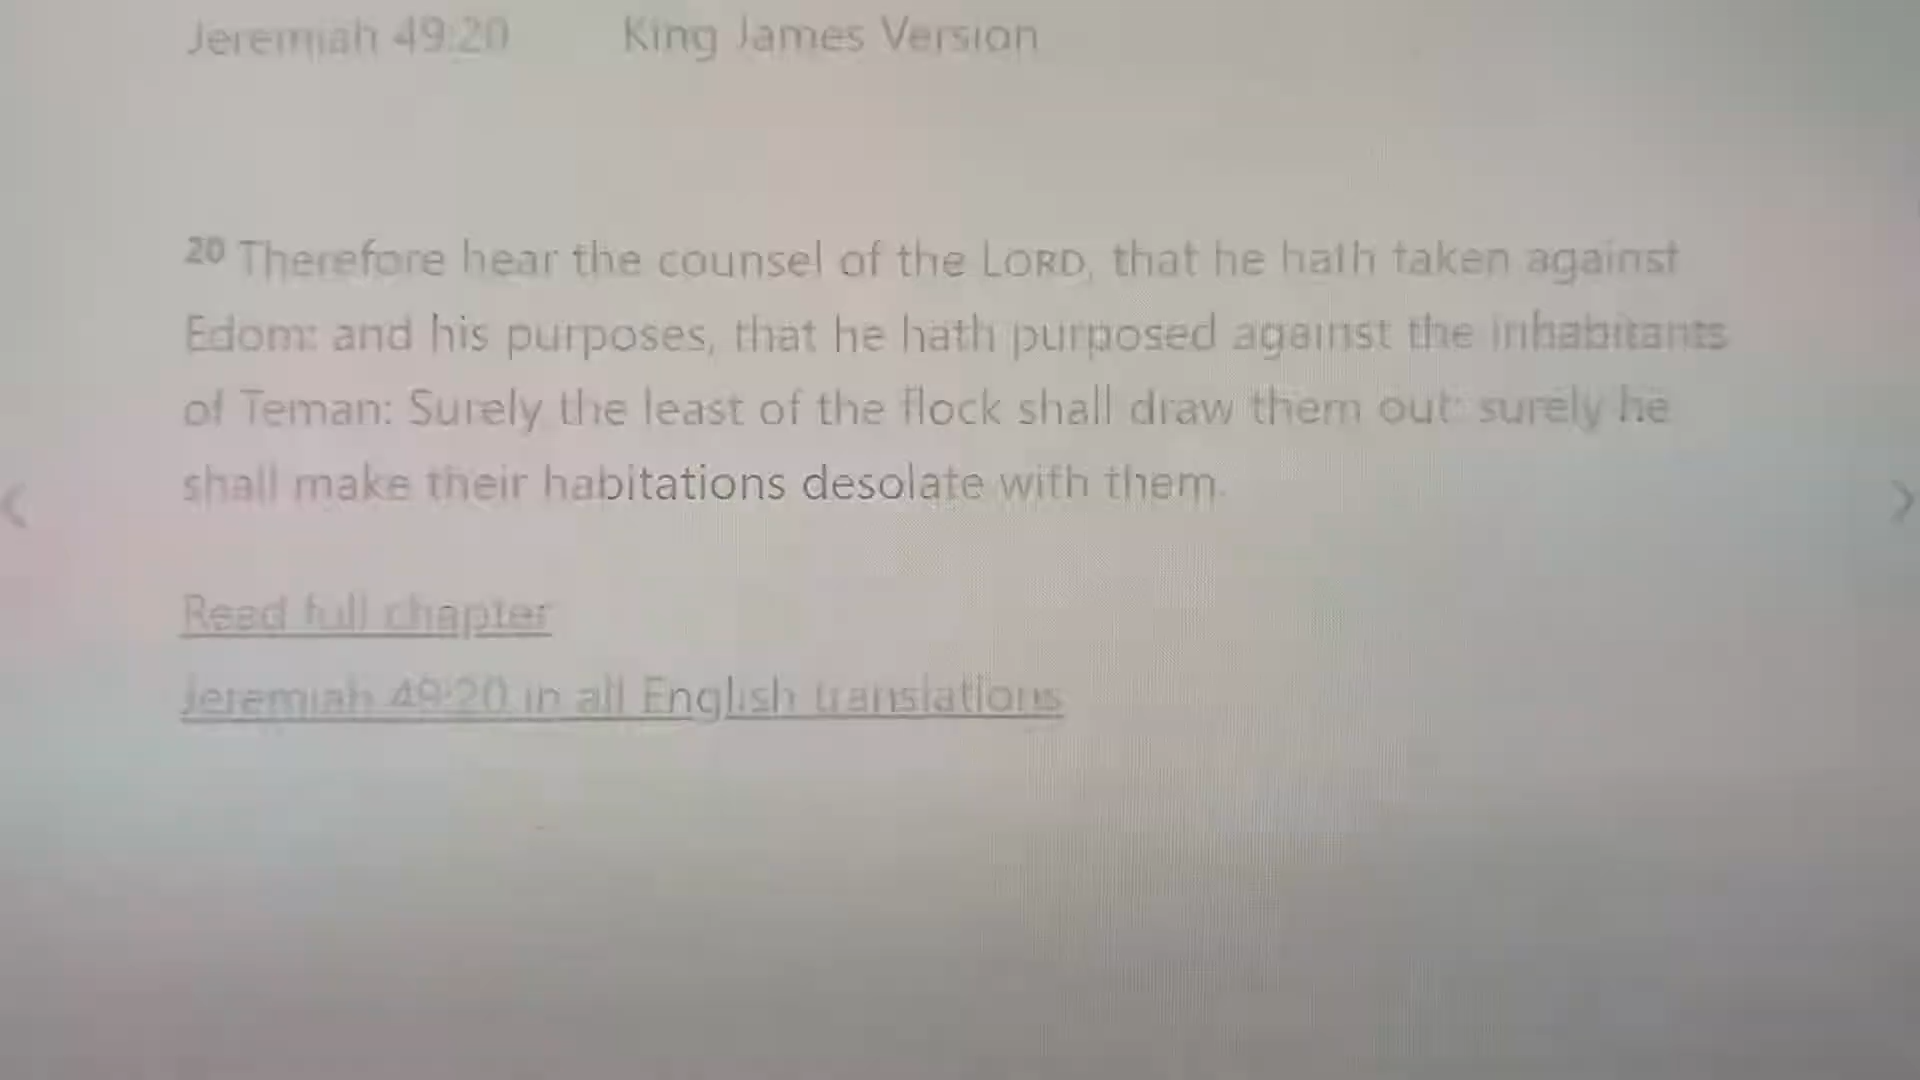 Jeremiah 49:20 King James Version
20 Therefore hear the counsel of the LORD, that he hath taken against
Edom: and his purposes, that he hath purposed against the inhabitants
of Teman: Surely the least of the flock shall draw them out: surely he
shall make their habitations desolate with them.
Read full chapter
Jeremiah 49:20 in all English translations